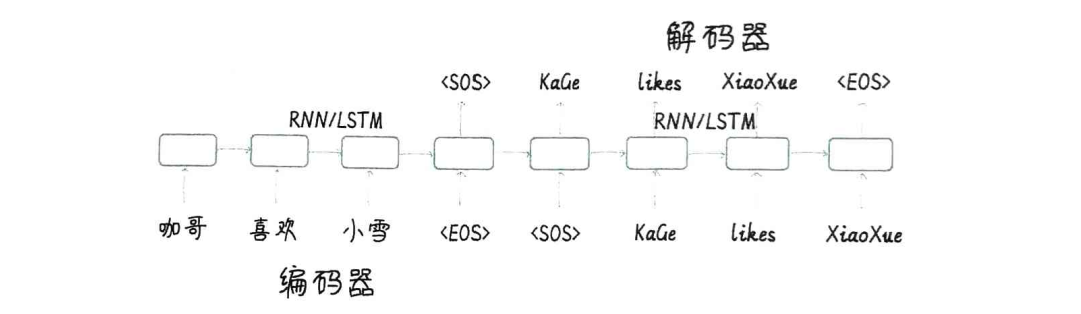 解码器
<SOS> KaGe likes XiaoXue <EOS>
RNN/LSTM RNN/LSTM
咖哥 喜欢 小雪 <EOS> <SOS> KaGe likes XiaoXue
编码器